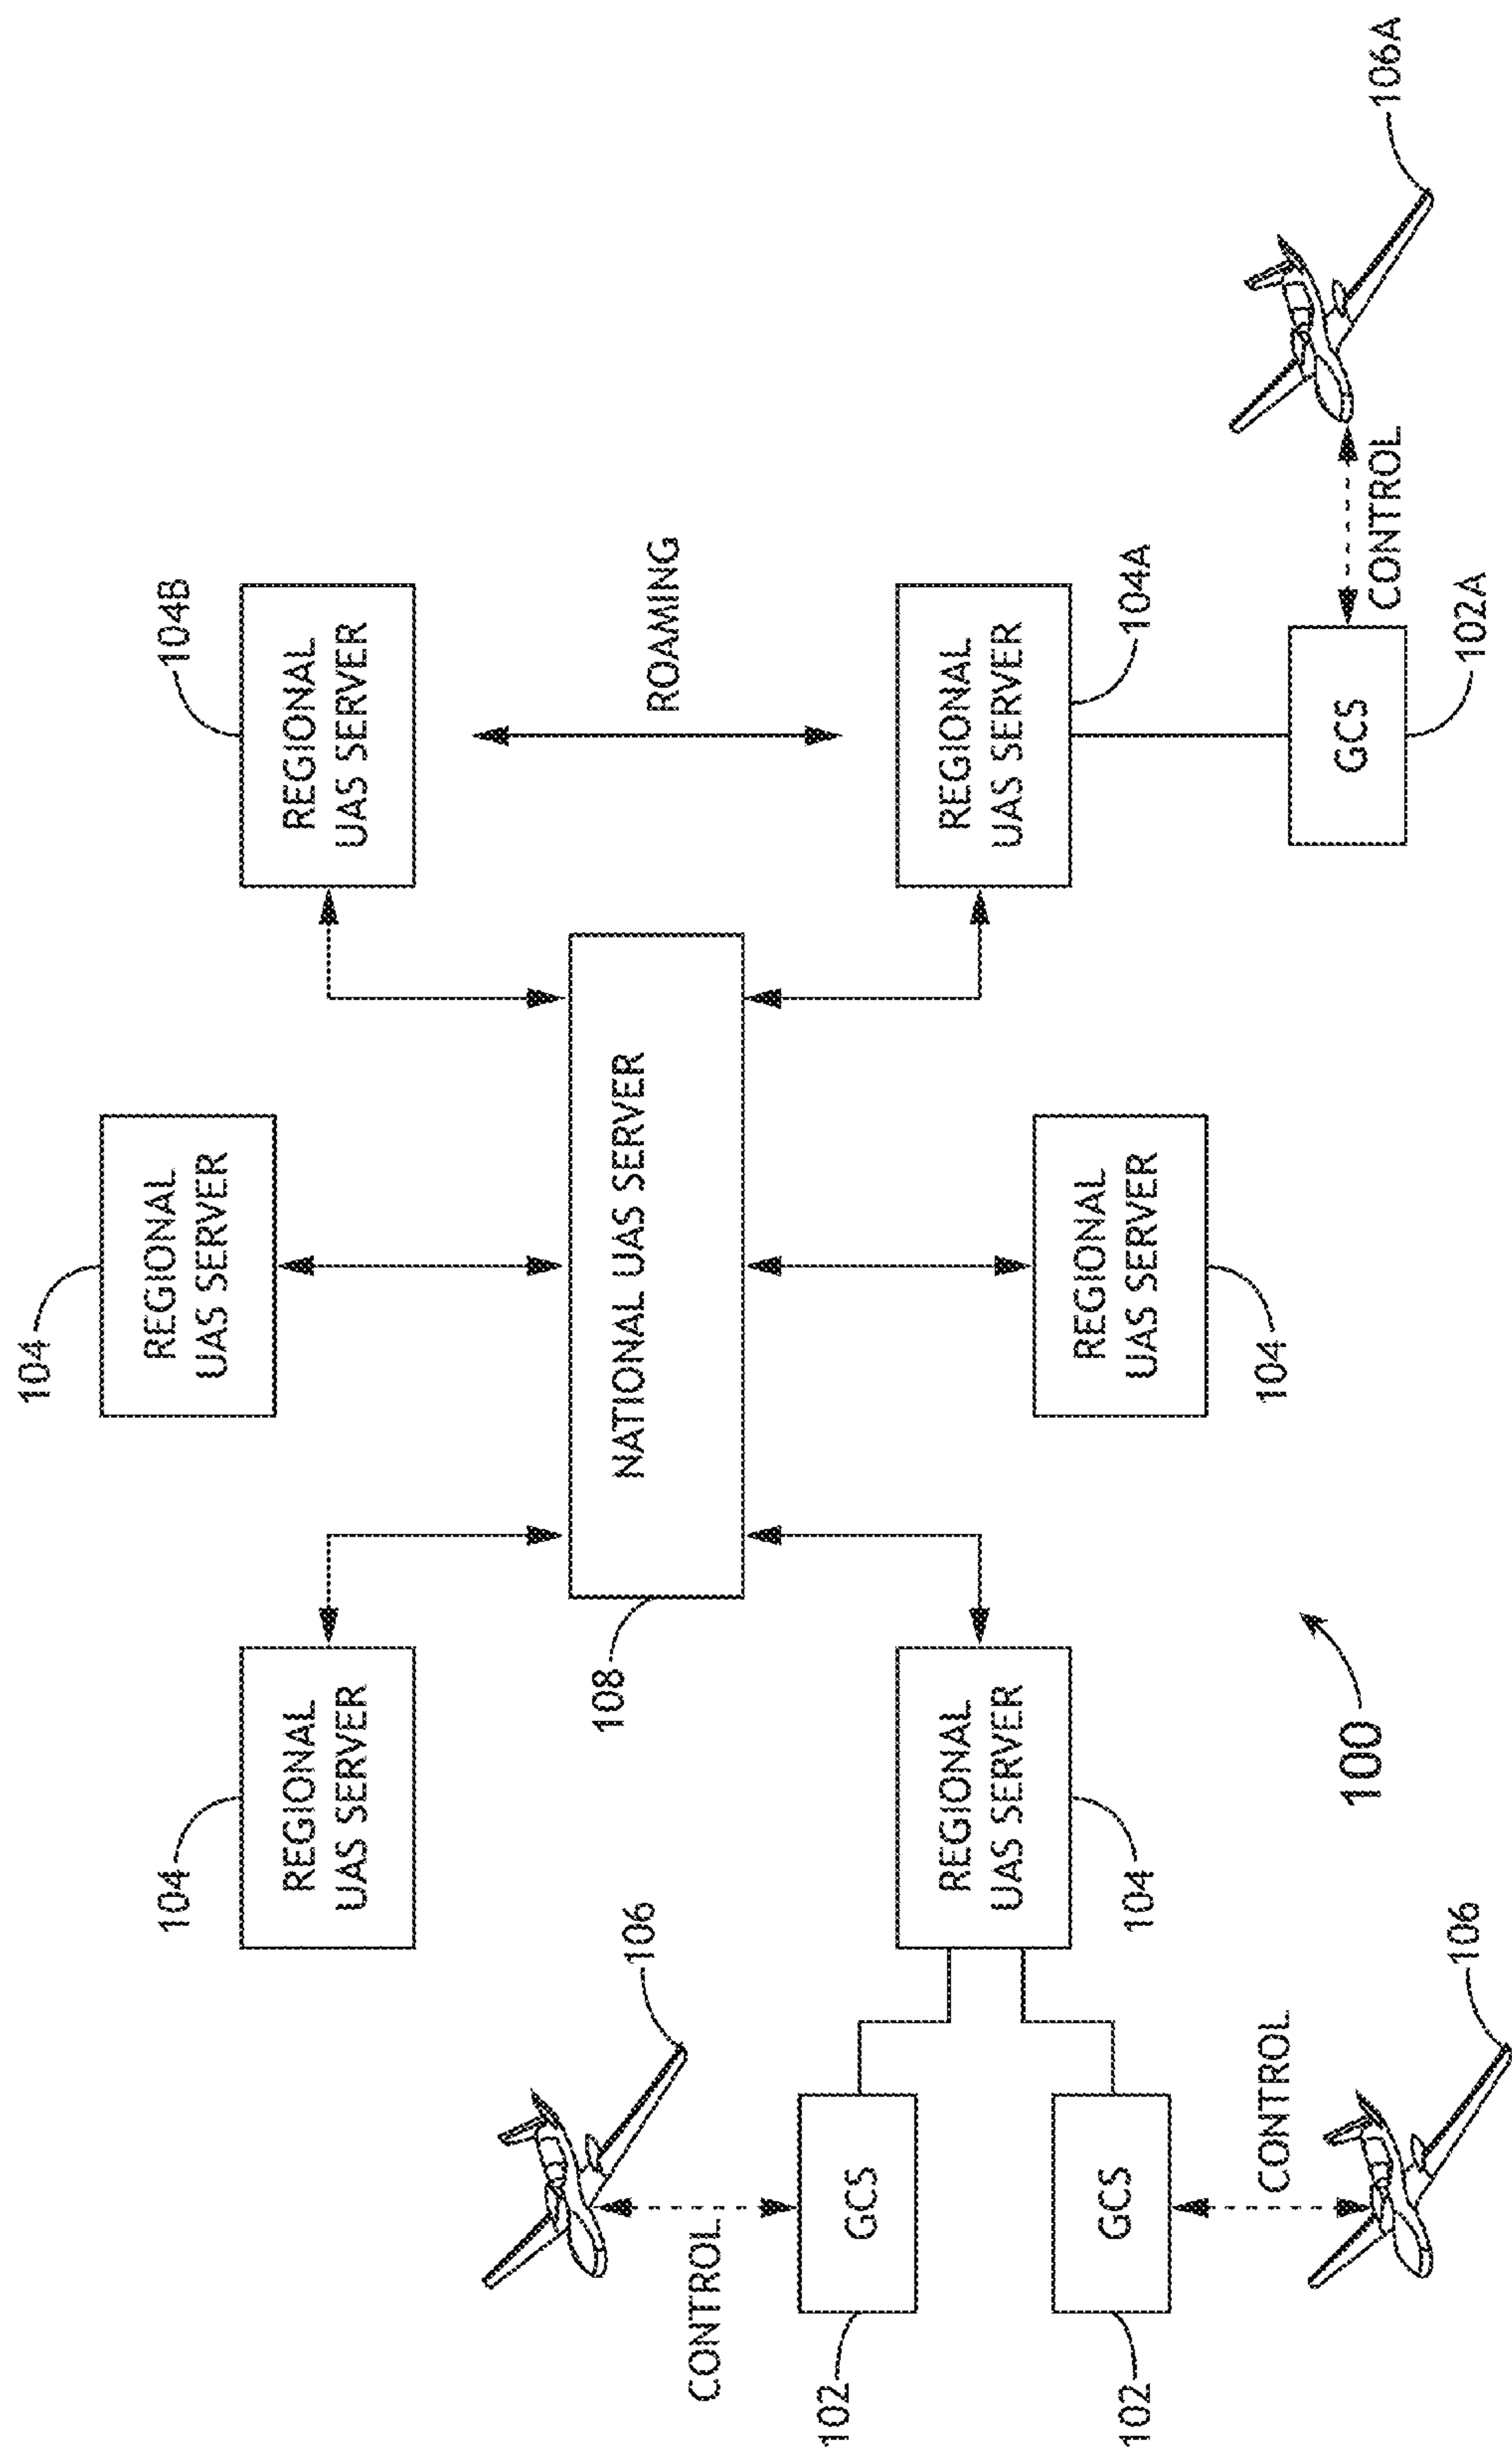 104
REGIONAL
UAS SERVER
104
REGIONAL
UAS SERVER
104B
REGIONAL
UAS SERVER
108
NATIONAL UAS SERVER
ROAMING
106
CONTROL
102
GCS
REGIONAL
UAS SERVER
104
REGIONAL
UAS SERVER
104A
REGIONAL
UAS SERVER
104
102
GCS
CONTROL
106
100
GCS
102A
CONTROL
106A